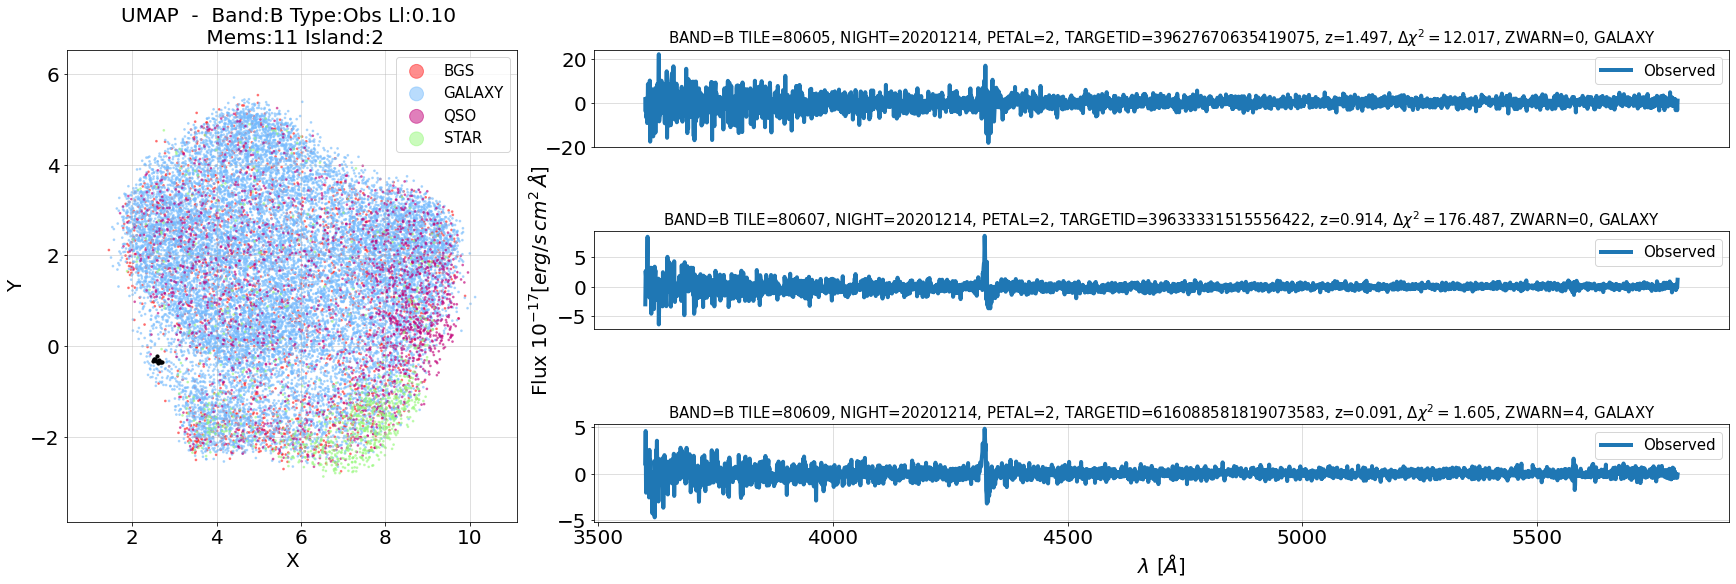 UMAP  -  Band:B Type:Obs Ll:0.10
Mems:11 Island:2
BGS
GALAXY
QSO
STAR
6
4
2
0
−2
Y
2 4 6 8 10
X
Flux 10^{-17}[erg/s cm^2 Å]
BAND=B TILE=80605, NIGHT=20201214, PETAL=2, TARGETID=39627670635419075, z=1.497, Δχ² = 12.017, ZWARN=0, GALAXY
Observed
20
0
−20
BAND=B TILE=80607, NIGHT=20201214, PETAL=2, TARGETID=39633331515556422, z=0.914, Δχ² = 176.487, ZWARN=0, GALAXY
Observed
5
0
−5
BAND=B TILE=80609, NIGHT=20201214, PETAL=2, TARGETID=616088581819073583, z=0.091, Δχ² = 1.605, ZWARN=4, GALAXY
Observed
5
0
−5
3500 4000 4500 5000 5500
λ [Å]